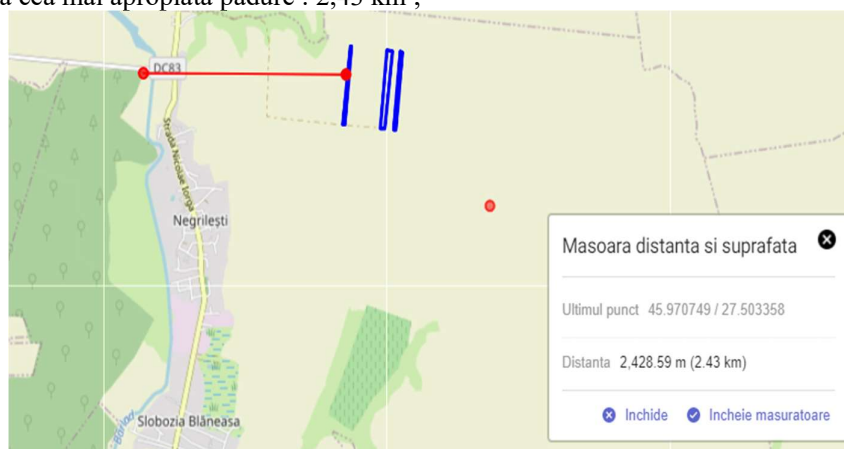 a cea mai apropiata padure : 2,43 km ;
DC83
Strada Nicolae Iorga
Negrilești
Masoara distanta si suprafata
Ultimul punct 45.970749 / 27.503358
Distanta 2,428.59 m (2.43 km)
Inchide Incheie masuratoare
Slobozia Blăneasa
Bârlad